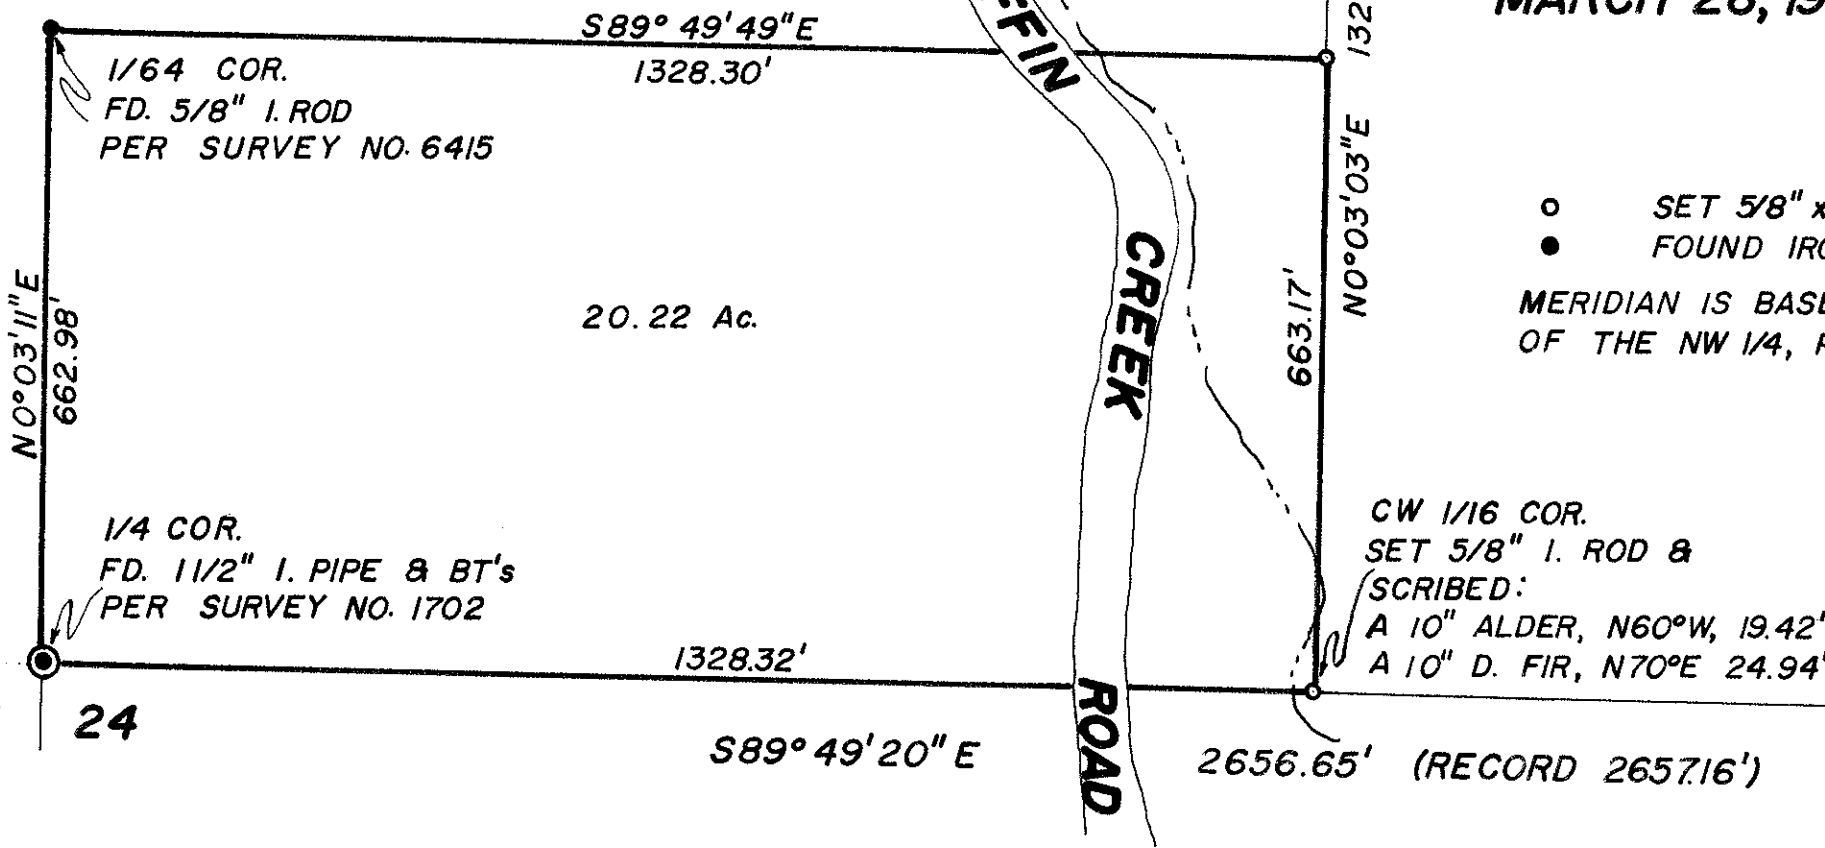 MARCH 28, 19
S89° 49' 49" E
1328.30'
132
1/64 COR.
FD. 5/8" I. ROD
PER SURVEY NO. 6415
FFIN
CREEK
ROAD
N0° 03' 03" E
663.17'
SET 5/8" x
FOUND IRO
MERIDIAN IS BASE
OF THE NW 1/4,
N0° 03' 11" E
662.98'
20.22 Ac.
1/4 COR.
FD. 1 1/2" I. PIPE & BT's
PER SURVEY NO. 1702
CW 1/16 COR.
SET 5/8" I. ROD &
SCRIBED:
A 10" ALDER, N60°W, 19.42'
A 10" D. FIR, N70°E 24.94'
1328.32'
24
S89° 49' 20" E
2656.65' (RECORD 2657.16')